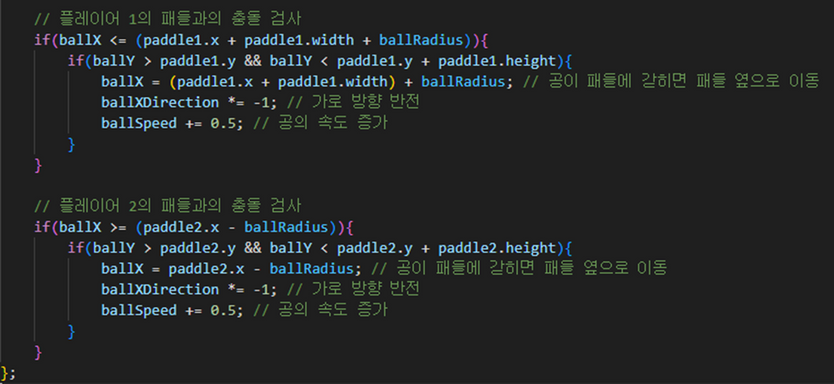 // 플레이어 1의 패들과의 충돌 검사
if(ballX <= (paddle1.x + paddle1.width + ballRadius)){
if(ballY > paddle1.y && ballY < paddle1.y + paddle1.height){
ballX = (paddle1.x + paddle1.width) + ballRadius; // 공이 패들에 갇히면 패들 옆으로 이동
ballXDirection *= -1; // 가로 방향 반전
ballSpeed += 0.5; // 공의 속도 증가
}
}
// 플레이어 2의 패들과의 충돌 검사
if(ballX >= (paddle2.x - ballRadius)){
if(ballY > paddle2.y && ballY < paddle2.y + paddle2.height){
ballX = paddle2.x - ballRadius; // 공이 패들에 갇히면 패들 옆으로 이동
ballXDirection *= -1; // 가로 방향 반전
ballSpeed += 0.5; // 공의 속도 증가
}
}
};